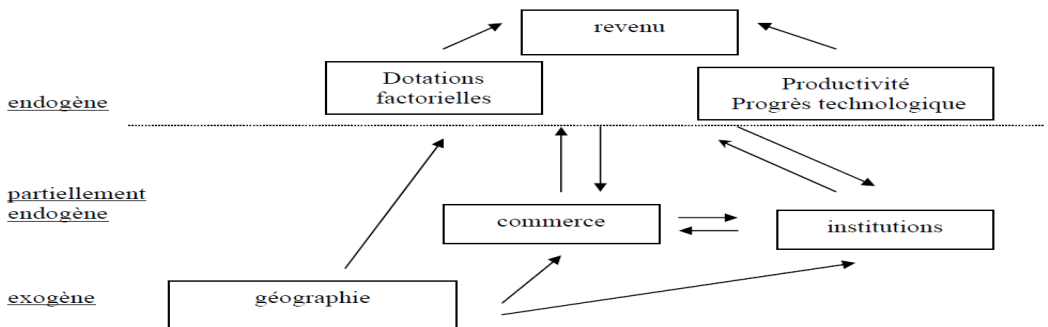 revenu
Dotations
factorielles
Productivité
Progrès technologique
endogène
partiellement
endogène
commerce
institutions
exogène
géographie